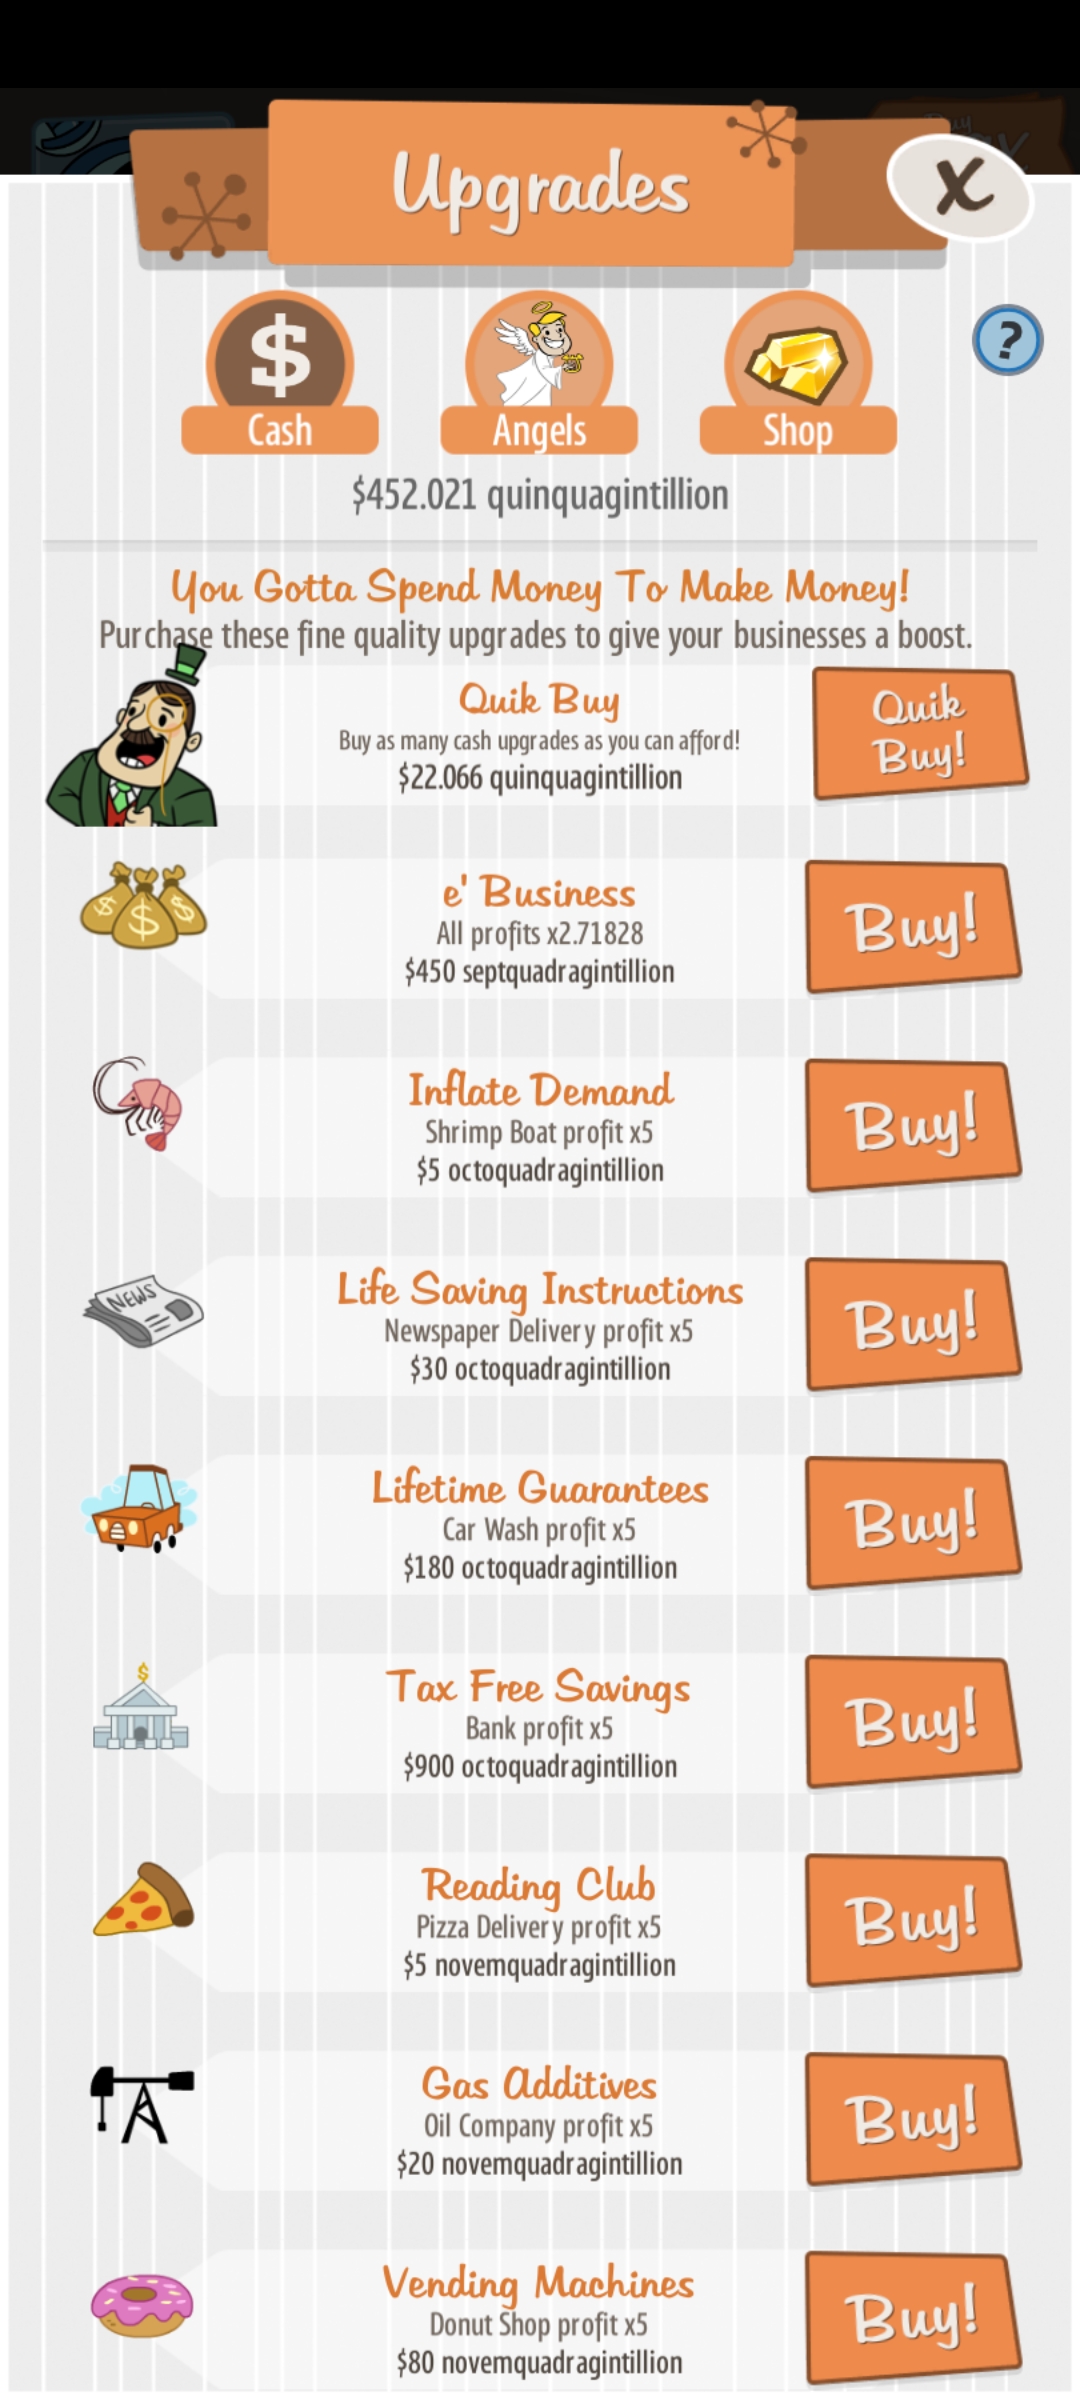 Buy
Upgrades
X
$
Cash
Angels
Shop
?
$452.021 quinquagintillion
You Gotta Spend Money To Make Money!
Purchase these fine quality upgrades to give your businesses a boost.
Quik Buy
Buy as many cash upgrades as you can afford!
$22.066 quinquagintillion
Quik
Buy!
$ $ $
e' Business
All profits x2.71828
$450 septquadragintillion
Buy!
Inflate Demand
Shrimp Boat profit x5
$5 octoquadragintillion
Buy!
NEWS
Life Saving Instructions
Newspaper Delivery profit x5
$30 octoquadragintillion
Buy!
Lifetime Guarantees
Car Wash profit x5
$180 octoquadragintillion
Buy!
$
Tax Free Savings
Bank profit x5
$900 octoquadragintillion
Buy!
Reading Club
Pizza Delivery profit x5
$5 novemquadragintillion
Buy!
Gas Additives
Oil Company profit x5
$20 novemquadragintillion
Buy!
Vending Machines
Donut Shop profit x5
$80 novemquadragintillion
Buy!